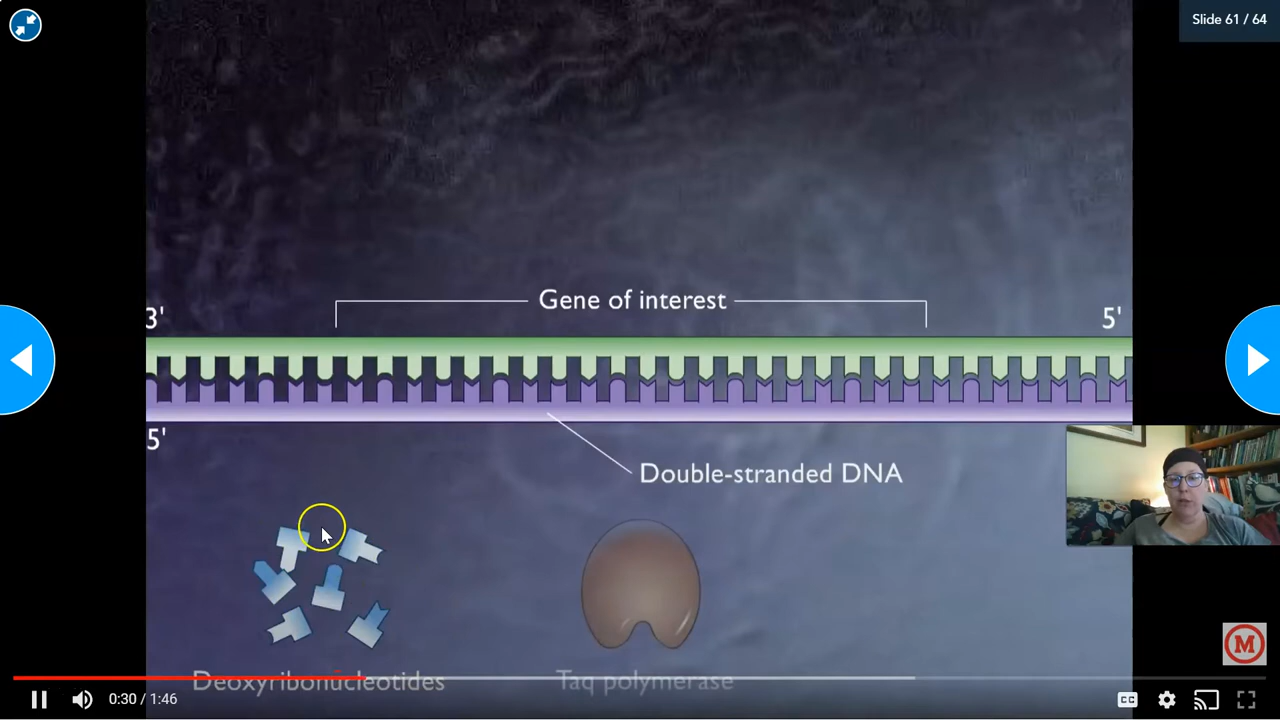 Slide 61 / 64
Gene of interest
3'
5'
5'
Double-stranded DNA
Deoxyribonucleotides
Taq polymerase
M
0:30 / 1:46
CC